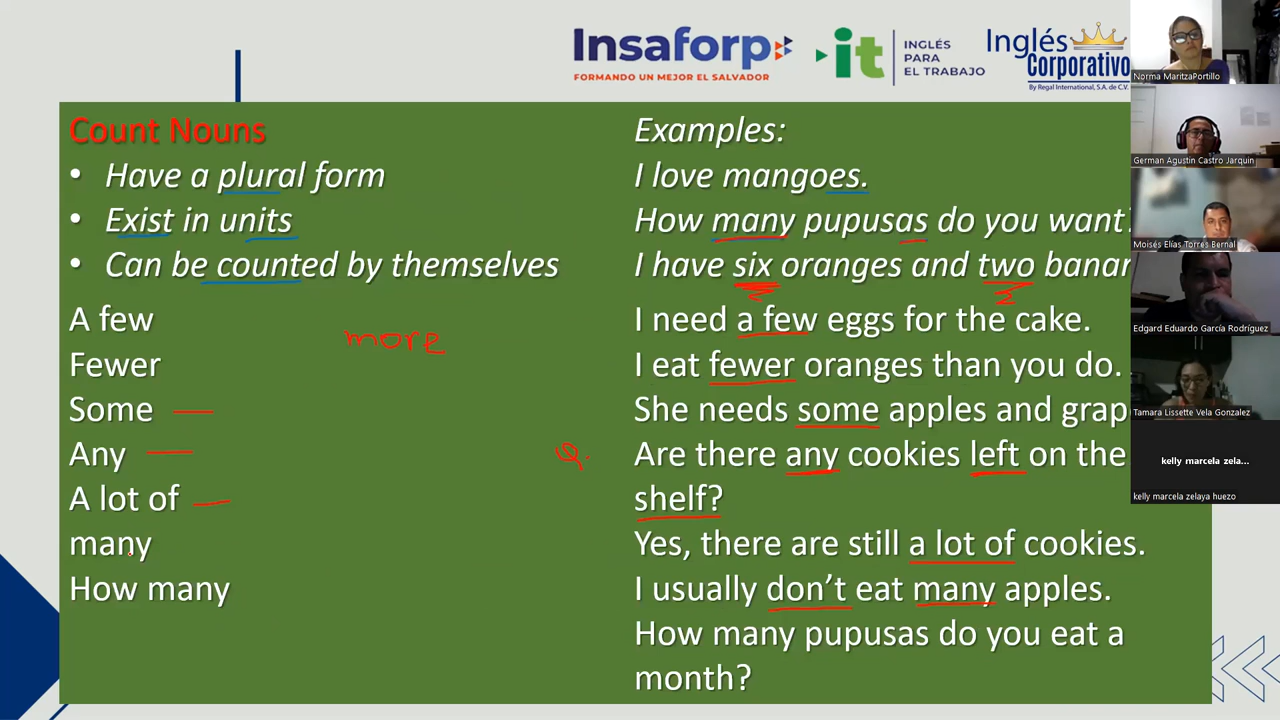 Insaforp
FORMANDO UN MEJOR EL SALVADOR
it
INGLÉS
PARA
EL TRABAJO
Inglés
Corporativo
By Regal International, S.A. de C.V.
Count Nouns
• Have a plural form
• Exist in units
• Can be counted by themselves
A few
more
Fewer
Some
Any
A lot of
many
How many
Examples:
I love mangoes.
How many pupusas do you want?
I have six oranges and two
I need a few eggs for the cake.
I eat fewer oranges than you do.
She needs some apples and
Are there any cookies left on the
shelf?
Yes, there are still a lot of cookies.
I usually don't eat many apples.
How many pupusas do you eat a
month?
Norma MaritzaPortillo
German Agustin Castro Jarquin
Moisés Elías Torres Bernal
Edgard Eduardo García Rodríguez
Tamara Lissette Vela Gonzalez
kelly marcela zela...
kelly marcela zelaya huezo